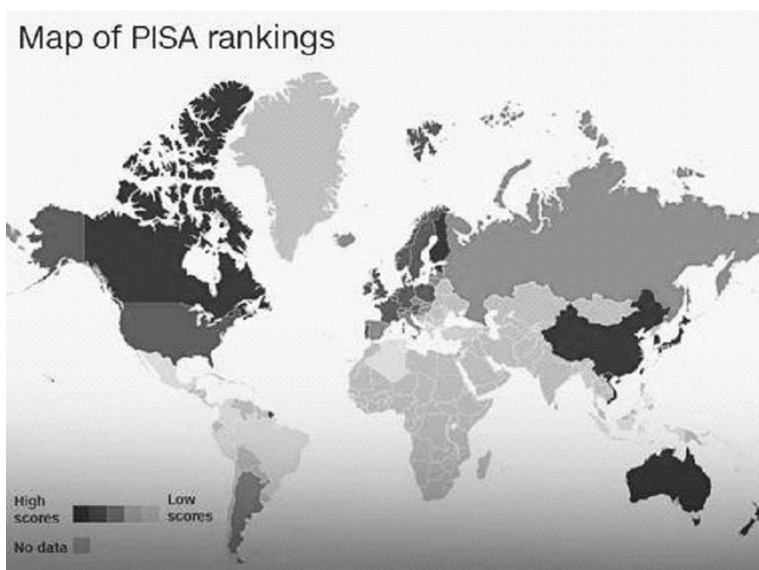 Map of PISA rankings
High
scores
Low
scores
No data